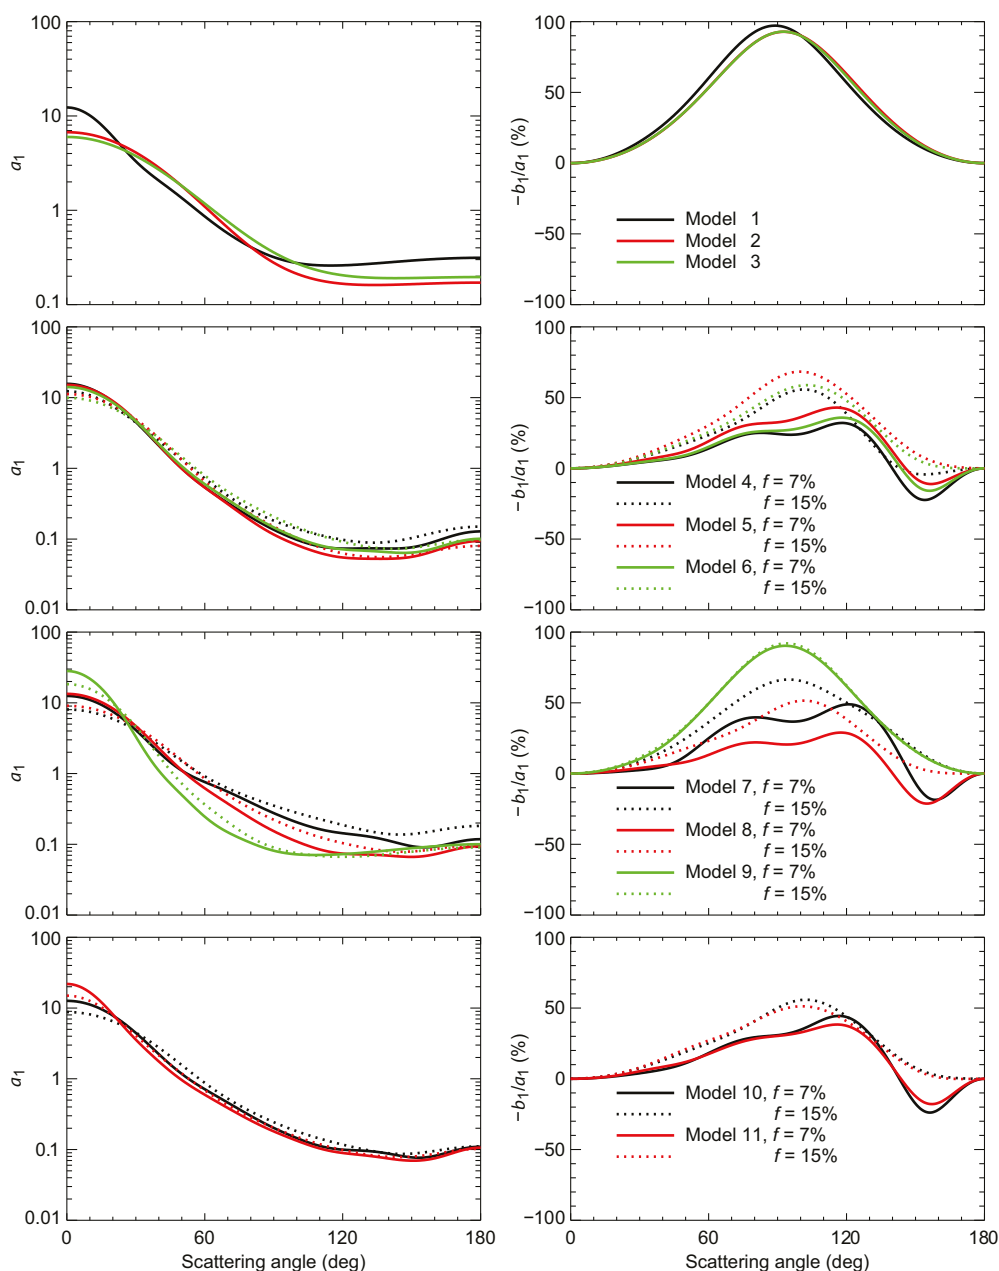 100
10
1
0.1
a₁
100
50
0
−50
−100
−b₁/a₁ (%)
Model 1
Model 2
Model 3
100
10
1
0.1
0.01
a₁
100
50
0
−50
−100
−b₁/a₁ (%)
Model 4, f = 7%
f = 15%
Model 5, f = 7%
f = 15%
Model 6, f = 7%
f = 15%
100
10
1
0.1
0.01
a₁
100
50
0
−50
−100
−b₁/a₁ (%)
Model 7, f = 7%
f = 15%
Model 8, f = 7%
f = 15%
Model 9, f = 7%
f = 15%
100
10
1
0.1
0.01
a₁
0 60 120 180
Scattering angle (deg)
100
50
0
−50
−100
−b₁/a₁ (%)
Model 10, f = 7%
f = 15%
Model 11, f = 7%
f = 15%
0 60 120 180
Scattering angle (deg)